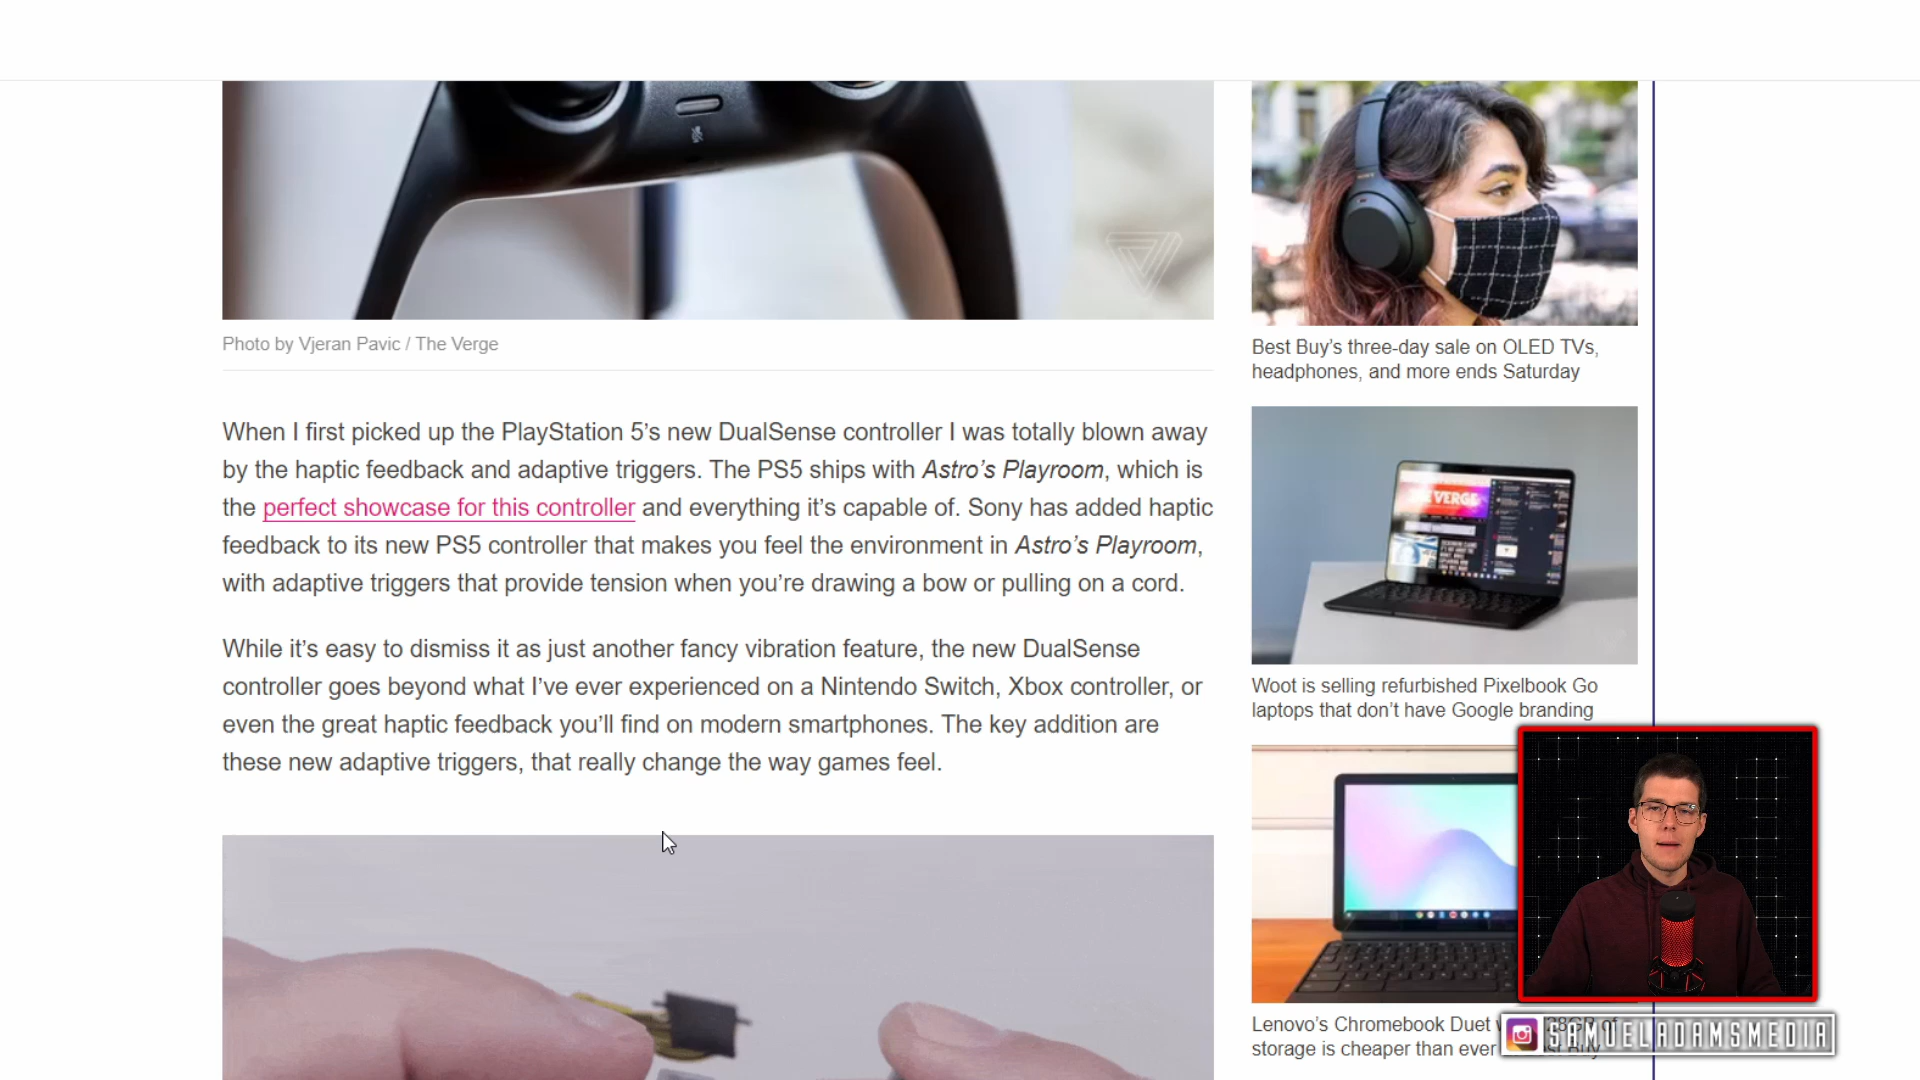 Photo by Vjeran Pavic / The Verge
When I first picked up the PlayStation 5’s new DualSense controller I was totally blown away
by the haptic feedback and adaptive triggers. The PS5 ships with Astro’s Playroom, which is
the perfect showcase for this controller and everything it’s capable of. Sony has added haptic
feedback to its new PS5 controller that makes you feel the environment in Astro’s Playroom,
with adaptive triggers that provide tension when you’re drawing a bow or pulling on a cord.
While it’s easy to dismiss it as just another fancy vibration feature, the new DualSense
controller goes beyond what I’ve ever experienced on a Nintendo Switch, Xbox controller, or
even the great haptic feedback you’ll find on modern smartphones. The key addition are
these new adaptive triggers, that really change the way games feel.
Best Buy’s three-day sale on OLED TVs,
headphones, and more ends Saturday
THE VERGE
Woot is selling refurbished Pixelbook Go
laptops that don’t have Google branding
Lenovo’s Chromebook Duet of
storage is cheaper than ever
SAMUELADAMSMEDIA